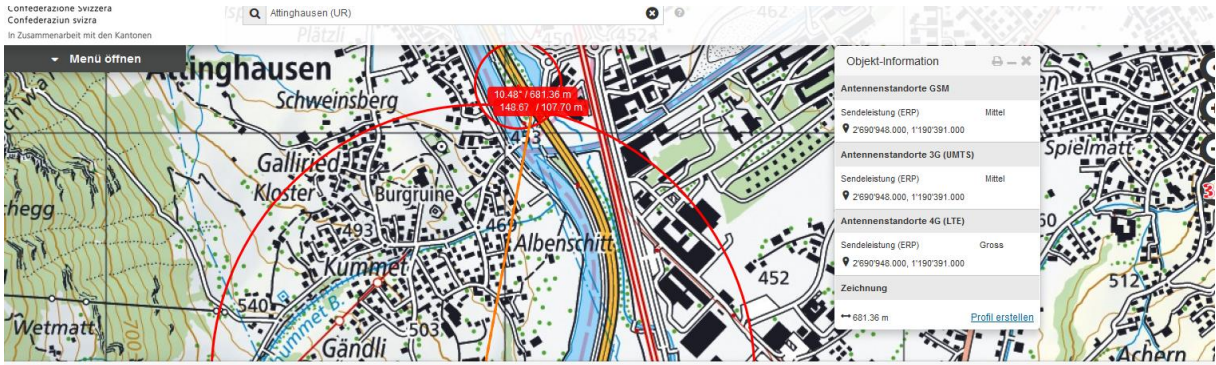 Confederazione Svizzera
Confederaziun svizra
In Zusammenarbeit mit den Kantonen
Attinghausen (UR)
Plätzli
450
452
462
Menü öffnen
Attinghausen
Schweinsberg
10.48° / 681.36 m
148.67 / 107.70 m
453
Galliried
Kloster
Burgruine
493
469
Albenschitt
Kummet
540
Kummet B.
503
Gändli
Wetmatt
700
hegg
452
Objekt-Information
Antennenstandorte GSM
Sendeleistung (ERP) Mittel
2'690'948.000, 1'190'391.000
Antennenstandorte 3G (UMTS)
Sendeleistung (ERP) Mittel
2'690'948.000, 1'190'391.000
Antennenstandorte 4G (LTE)
Sendeleistung (ERP) Gross
2'690'948.000, 1'190'391.000
Zeichnung
681.36 m Profil erstellen
Spielmatt
512
Achern